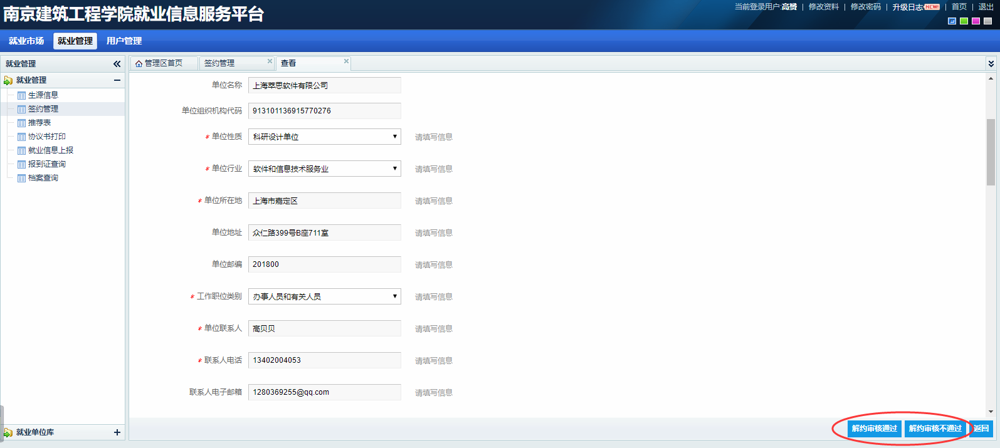 南京建筑工程学院就业信息服务平台
当前登录用户:高赟 | 修改资料 | 修改密码 | 升级日志NEW! | 首页 | 退出
就业市场 就业管理 用户管理
就业管理
就业管理
生源信息
签约管理
推荐表
协议书打印
就业信息上报
报到证查询
档案查询
就业单位库
管理区首页 签约管理 查看
单位名称 上海萃思软件有限公司
单位组织机构代码 913101136915770276
* 单位性质 科研设计单位 请填写信息
* 单位行业 软件和信息技术服务业 请填写信息
* 单位所在地 上海市嘉定区 请填写信息
单位地址 众仁路399号B座711室 请填写信息
单位邮编 201800 请填写信息
* 工作职位类别 办事人员和有关人员 请填写信息
* 单位联系人 高贝贝 请填写信息
* 联系人电话 13402004053 请填写信息
联系人电子邮箱 1280369255@qq.com 请填写信息
解约审核通过 解约审核不通过 返回